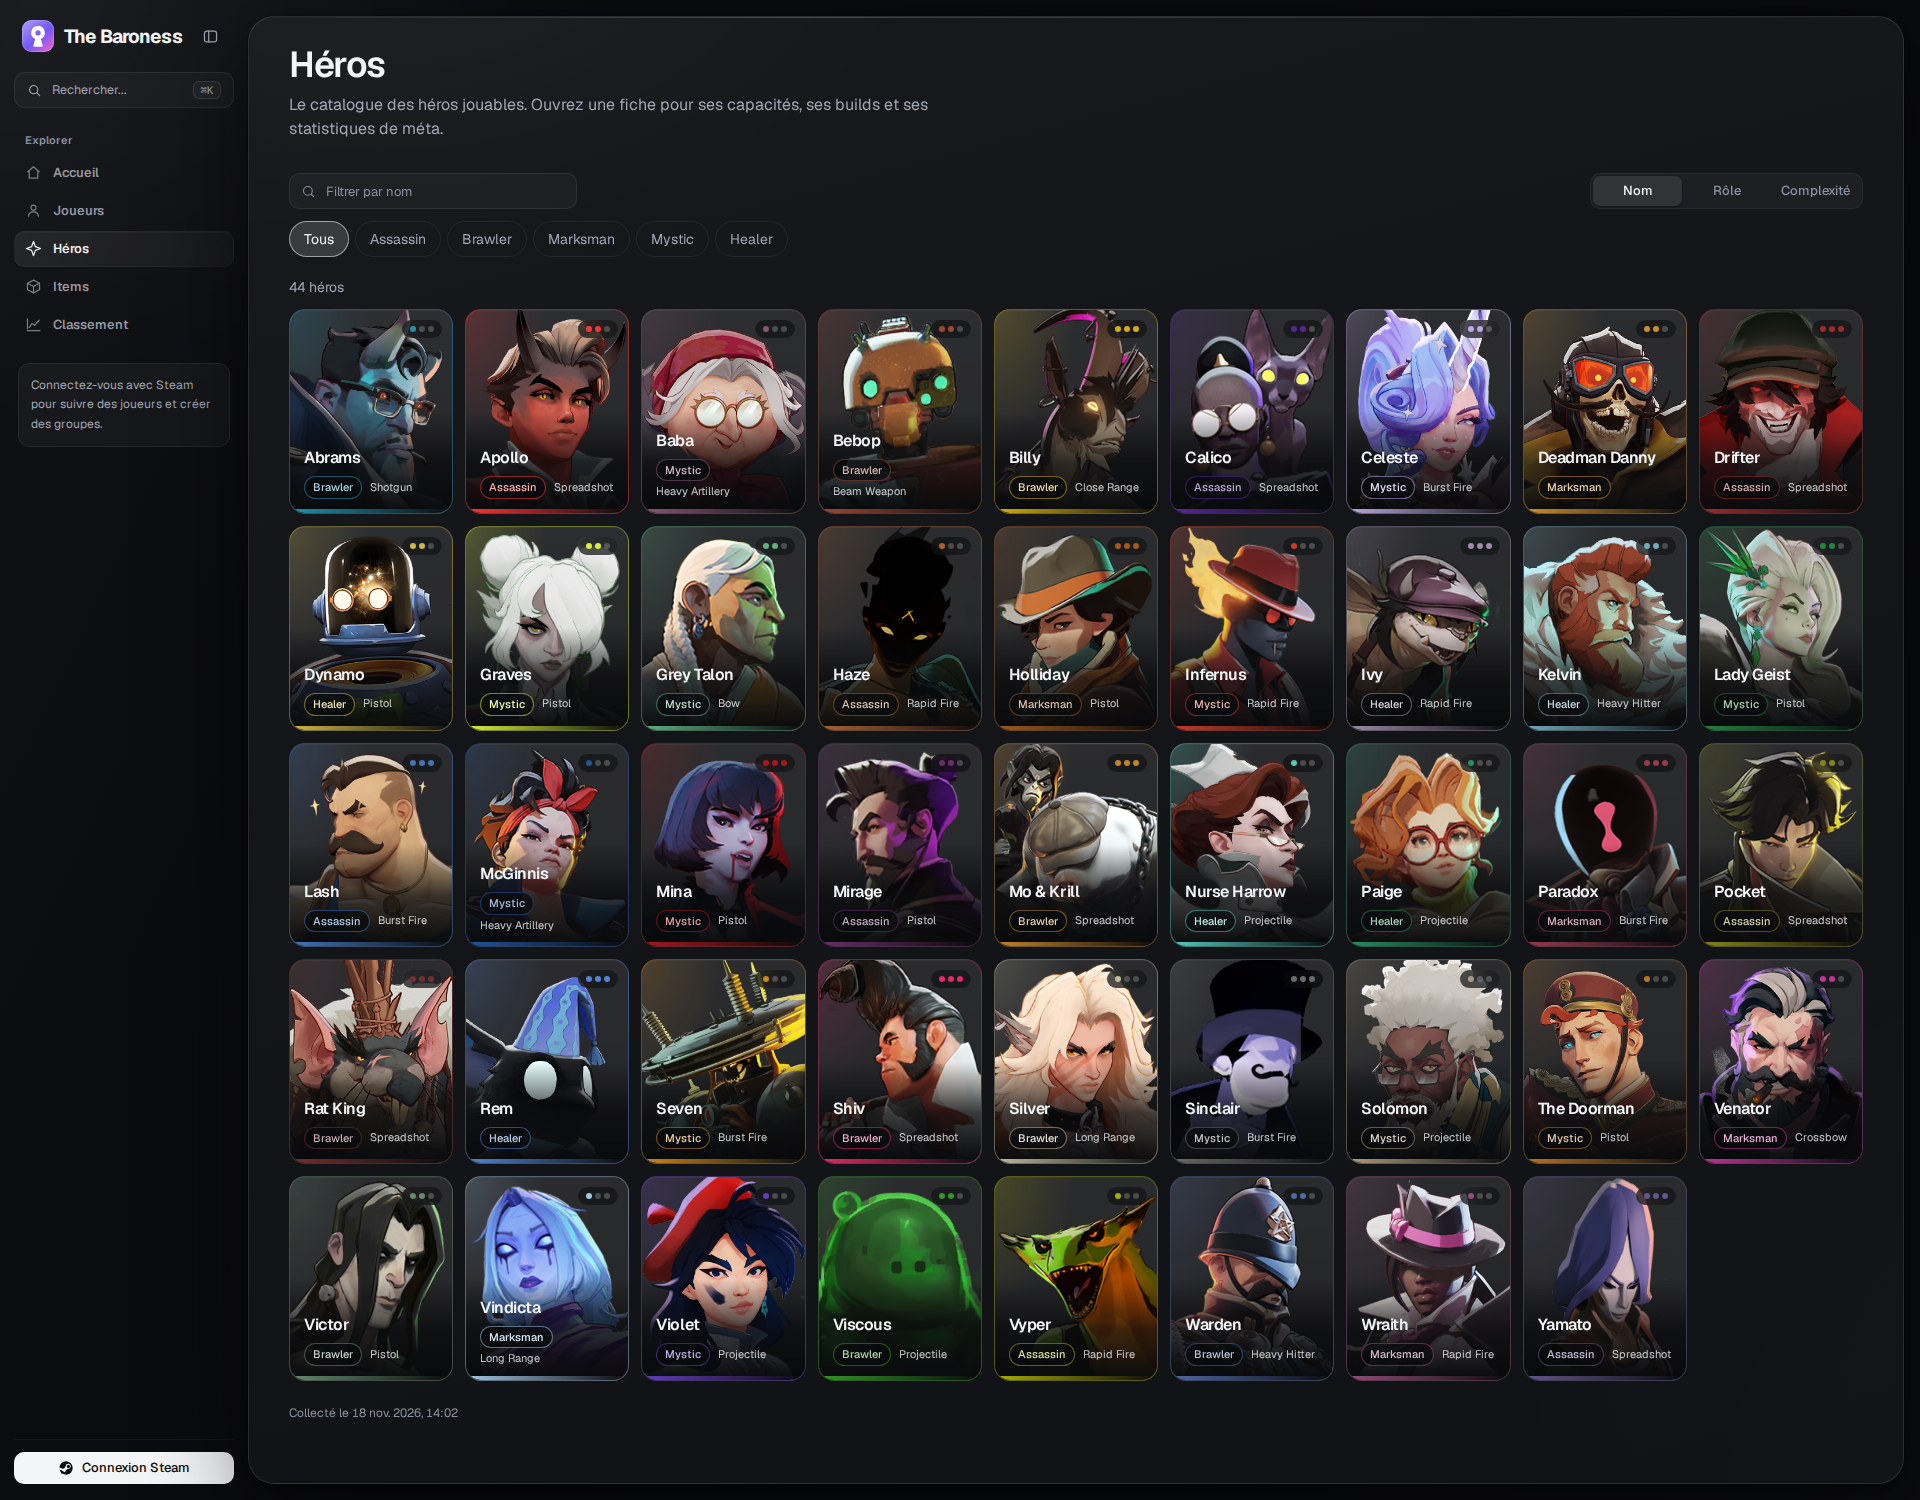 The Baroness
Rechercher...
⌘K
Explorer
Accueil
Joueurs
Héros
Items
Classement
Connectez-vous avec Steam
pour suivre des joueurs et créer
des groupes.
Connexion Steam
Héros
Le catalogue des héros jouables. Ouvrez une fiche pour ses capacités, ses builds et ses
statistiques de méta.
Filtrer par nom
Nom Rôle Complexité
Tous Assassin Brawler Marksman Mystic Healer
44 héros
Abrams
Brawler Shotgun
Apollo
Assassin Spreadshot
Baba
Mystic
Heavy Artillery
Bebop
Brawler
Beam Weapon
Billy
Brawler Close Range
Calico
Assassin Spreadshot
Celeste
Mystic Burst Fire
Deadman Danny
Marksman
Drifter
Assassin Spreadshot
Dynamo
Healer Pistol
Graves
Mystic Pistol
Grey Talon
Mystic Bow
Haze
Assassin Rapid Fire
Holliday
Marksman Pistol
Infernus
Mystic Rapid Fire
Ivy
Healer Rapid Fire
Kelvin
Healer Heavy Hitter
Lady Geist
Mystic Pistol
Lash
Assassin Burst Fire
McGinnis
Mystic
Heavy Artillery
Mina
Mystic Pistol
Mirage
Assassin Pistol
Mo & Krill
Brawler Spreadshot
Nurse Harrow
Healer Projectile
Paige
Healer Projectile
Paradox
Marksman Burst Fire
Pocket
Assassin Spreadshot
Rat King
Brawler Spreadshot
Rem
Healer
Seven
Mystic Burst Fire
Shiv
Brawler Spreadshot
Silver
Brawler Long Range
Sinclair
Mystic Burst Fire
Solomon
Mystic Projectile
The Doorman
Mystic Pistol
Venator
Marksman Crossbow
Victor
Brawler Pistol
Vindicta
Marksman
Long Range
Violet
Mystic Projectile
Viscous
Brawler Projectile
Vyper
Assassin Rapid Fire
Warden
Brawler Heavy Hitter
Wraith
Marksman Rapid Fire
Yamato
Assassin Spreadshot
Collecté le 18 nov. 2026, 14:02